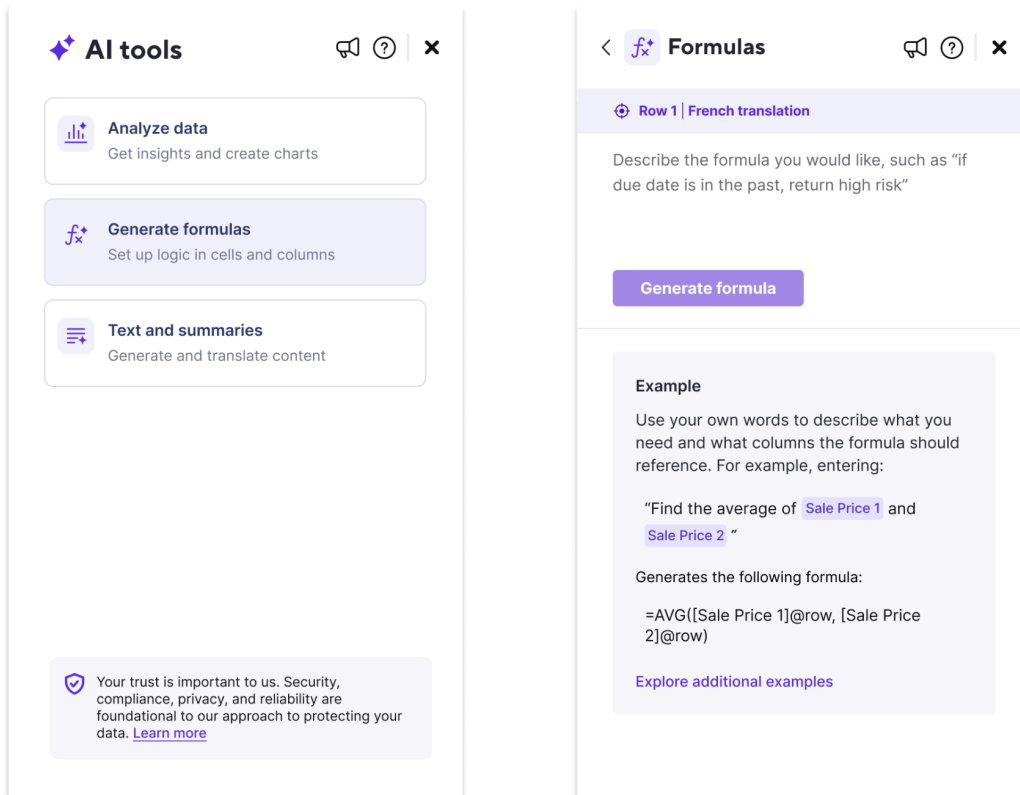 AI tools
Analyze data
Get insights and create charts
Generate formulas
Set up logic in cells and columns
Text and summaries
Generate and translate content
Your trust is important to us. Security,
compliance, privacy, and reliability are
foundational to our approach to protecting your
data. Learn more
Formulas
Row 1 | French translation
Describe the formula you would like, such as “if
due date is in the past, return high risk”
Generate formula
Example
Use your own words to describe what you
need and what columns the formula should
reference. For example, entering:
“Find the average of Sale Price 1 and
Sale Price 2 ”
Generates the following formula:
=AVG([Sale Price 1]@row, [Sale Price
2]@row)
Explore additional examples